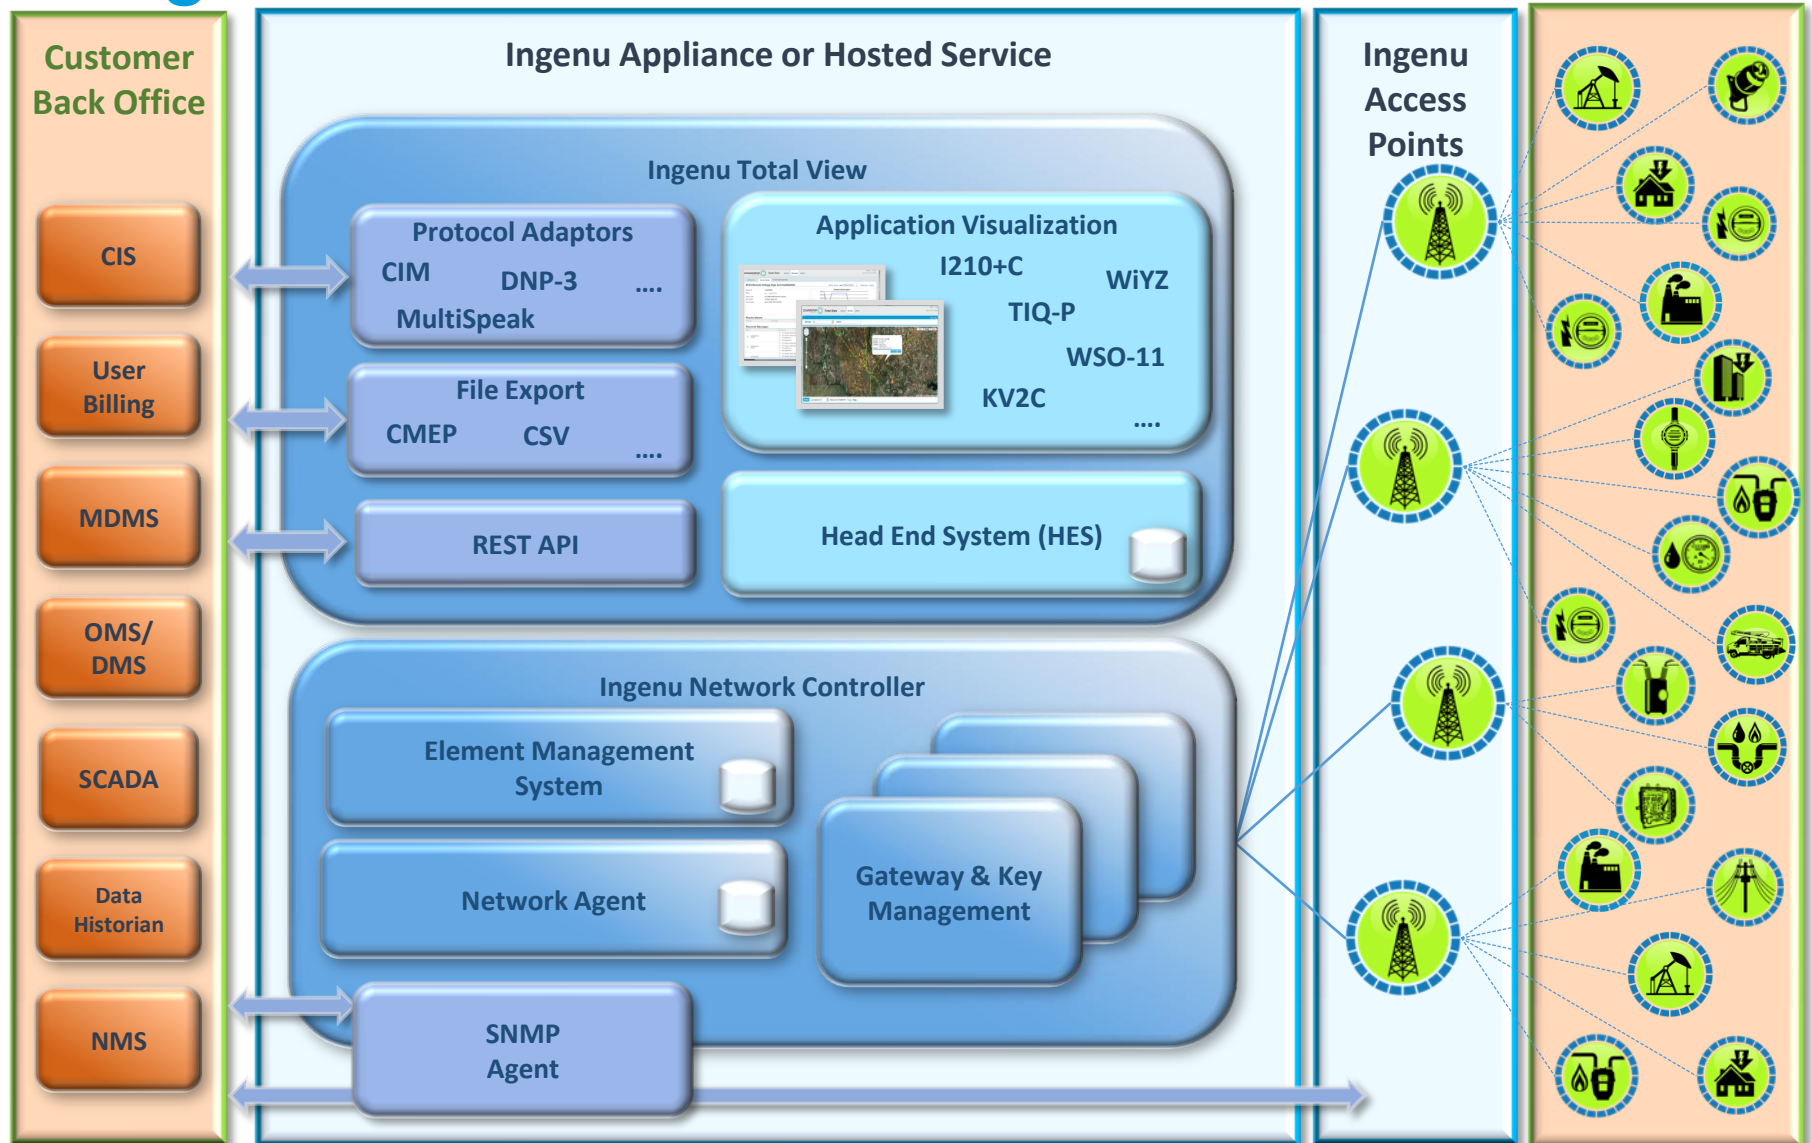 Customer
Back Office
CIS
User
Billing
MDMS
OMS/
DMS
SCADA
Data
Historian
NMS
Ingenu Appliance or Hosted Service
Ingenu Total View
Protocol Adaptors
CIM
DNP-3
....
MultiSpeak
File Export
CMEP
CSV
....
REST API
Application Visualization
I210+C
WiYZ
TIQ-P
WSO-11
KV2C
....
Head End System (HES)
Ingenu Network Controller
Element Management
System
Network Agent
Gateway & Key
Management
SNMP
Agent
Ingenu
Access
Points